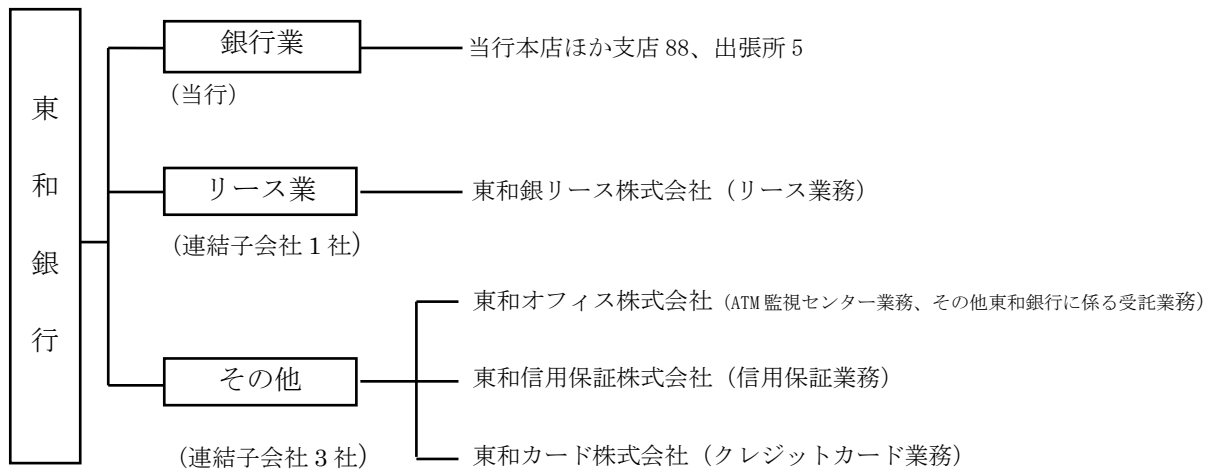 東和銀行
銀行業
当行本店ほか支店 88、出張所 5
（当行）
リース業
東和銀リース株式会社（リース業務）
（連結子会社 1 社）
東和オフィス株式会社（ATM 監視センター業務、その他東和銀行に係る受託業務）
その他
東和信用保証株式会社（信用保証業務）
（連結子会社 3 社）
東和カード株式会社（クレジットカード業務）